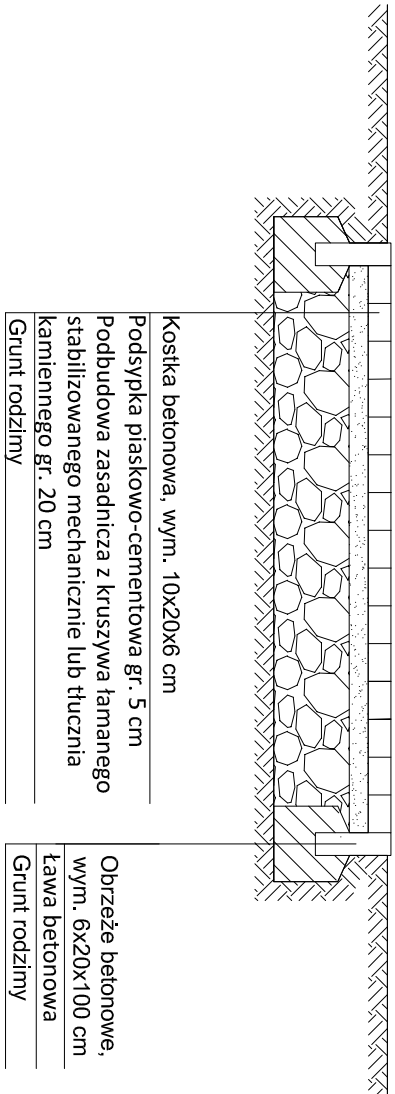 Kostka betonowa, wym. 10x20x6 cm
Podsypka piaskowo-cementowa gr. 5 cm
Podbudowa zasadnicza z kruszywa łamanego
stabilizowanego mechanicznie lub tłucznia
kamiennego gr. 20 cm
Grunt rodzimy
Obrzeże betonowe,
wym. 6x20x100 cm
Ława betonowa
Grunt rodzimy